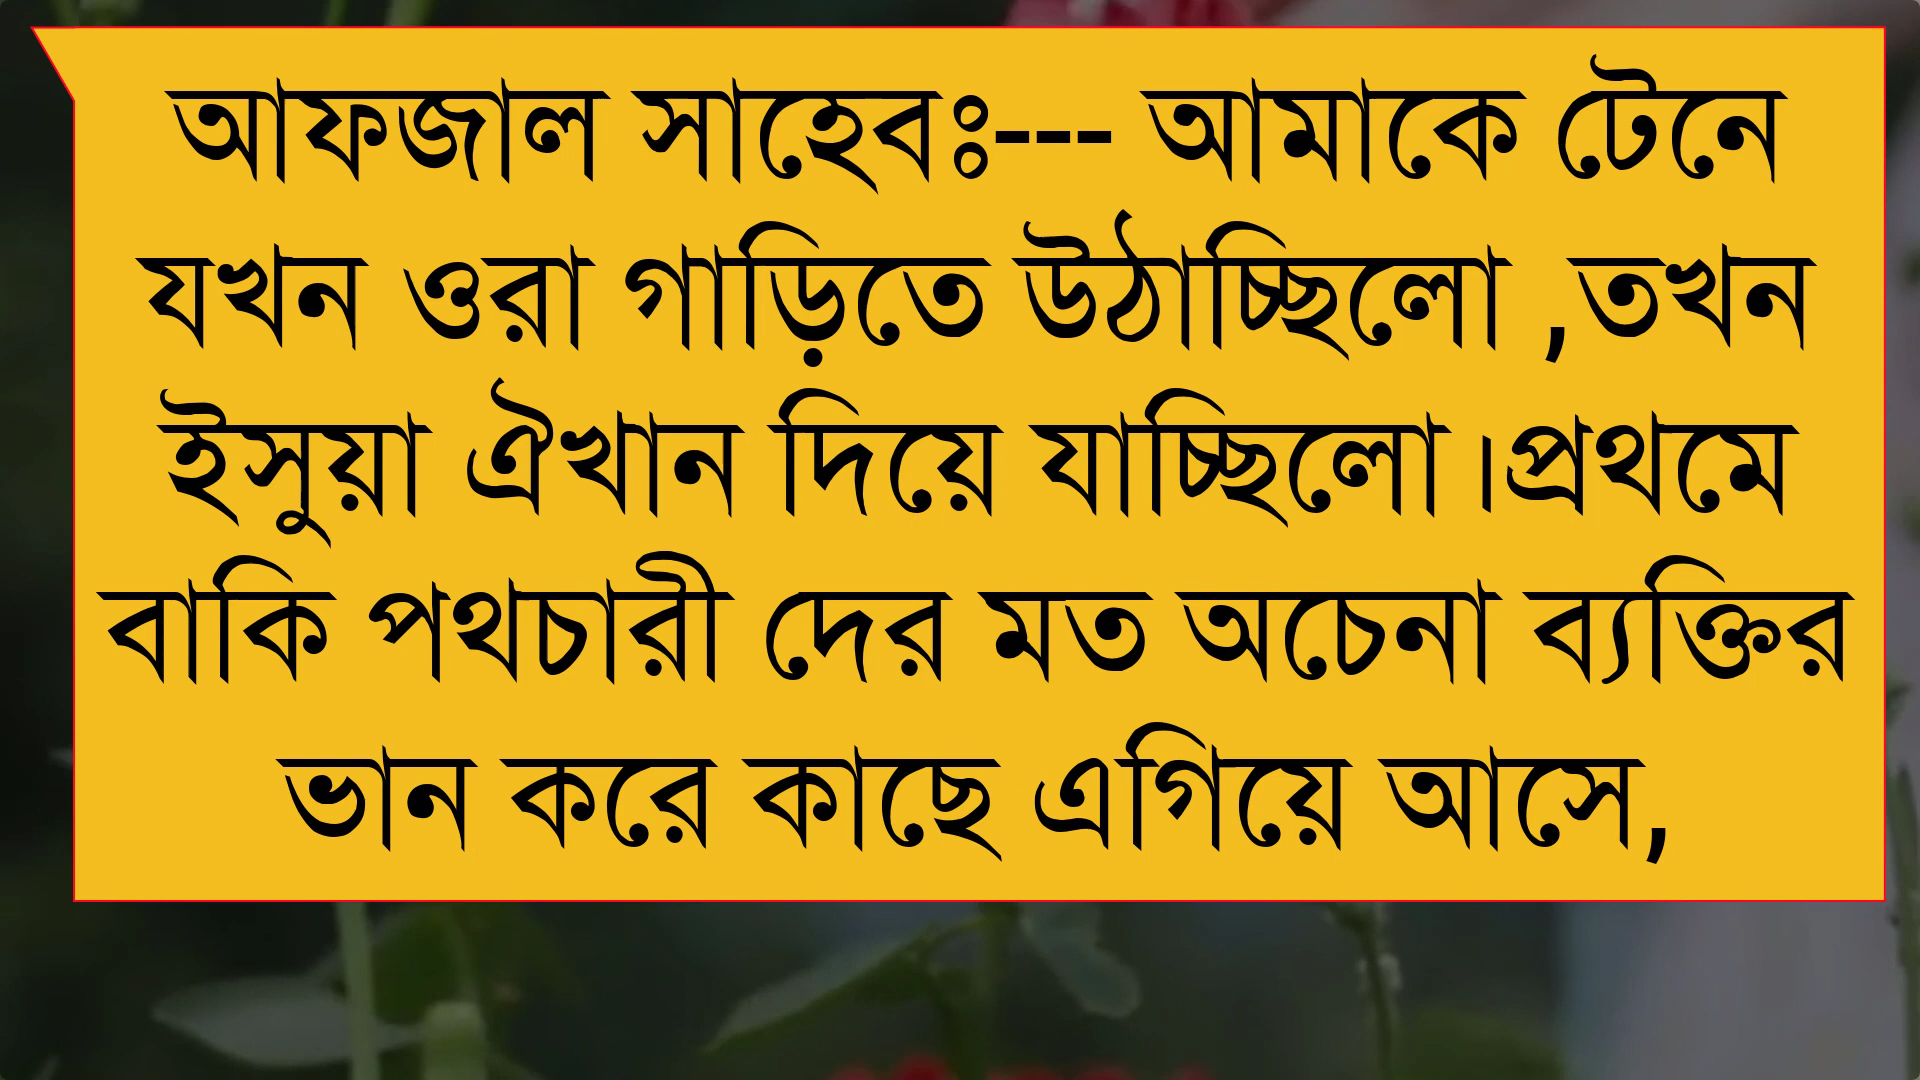 আফজাল সাহেবঃ--- আমাকে টেনে
যখন ওরা গাড়িতে উঠাচ্ছিলো ,তখন
ইসুয়া ঐখান দিয়ে যাচ্ছিলো।প্রথমে
বাকি পথচারী দের মত অচেনা ব্যক্তির
ভান করে কাছে এগিয়ে আসে,